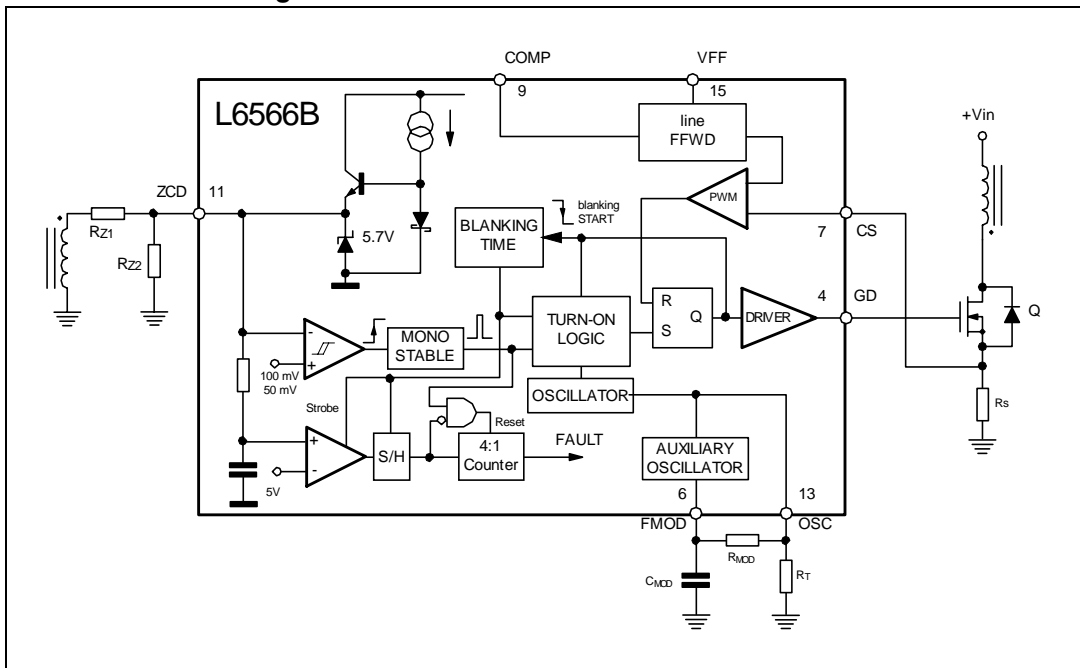 COMP
VFF
9
15
L6566B
line
FFWD
+Vin
ZCD
11
PWM
RZ1
RZ2
5.7V
BLANKING
TIME
blanking
START
7
CS
4
GD
R
S
Q
DRIVER
Q
TURN-ON
LOGIC
MONO
STABLE
-
+
100 mV
50 mV
OSCILLATOR
Rs
Strobe
Reset
+
-
5V
S/H
4:1
Counter
FAULT
AUXILIARY
OSCILLATOR
6
13
FMOD
OSC
RMOD
CMOD
RT